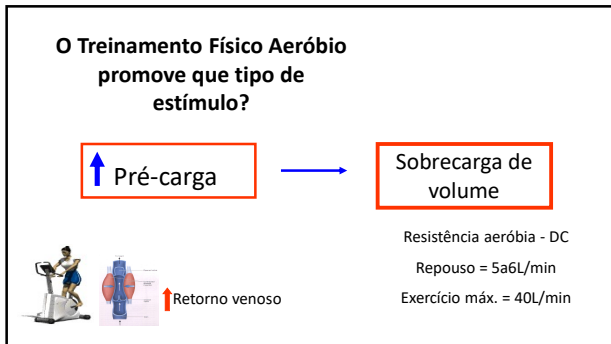 O Treinamento Físico Aeróbio
promove que tipo de
estímulo?
Pré-carga
Sobrecarga de
volume
Resistência aeróbia - DC
Repouso = 5a6L/min
Exercício máx. = 40L/min
Retorno venoso